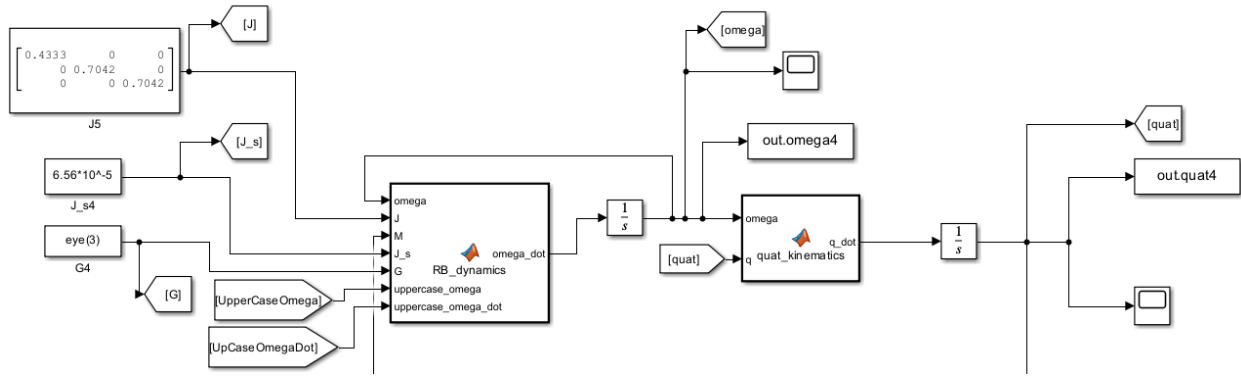 [J]
0.4333 0 0
0 0.7042 0
0 0 0.7042
J5
[J_s]
6.56*10^-5
J_s4
eye(3)
G4
[G]
[UpperCaseOmega]
[UpCaseOmegaDot]
omega
J
M
J_s
G
uppercase_omega
uppercase_omega_dot
omega_dot
RB_dynamics
1
s
[omega]
out.omega4
[quat]
omega
q
q_dot
quat_kinematics
1
s
[quat]
out.quat4